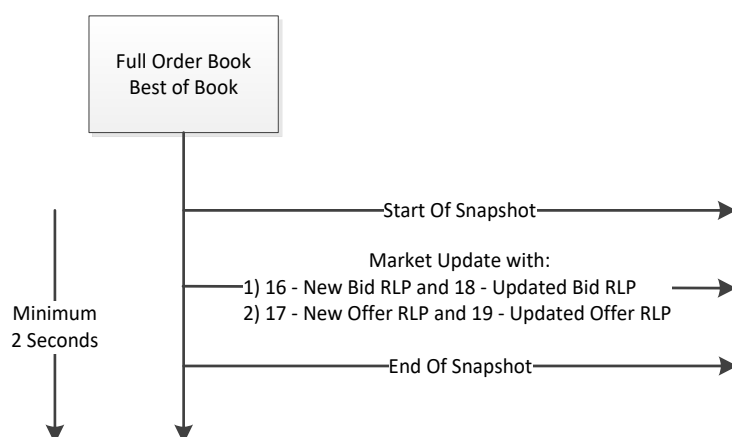 Full Order Book
Best of Book
Start Of Snapshot
Market Update with:
1) 16 - New Bid RLP and 18 - Updated Bid RLP
2) 17 - New Offer RLP and 19 - Updated Offer RLP
Minimum
2 Seconds
End Of Snapshot